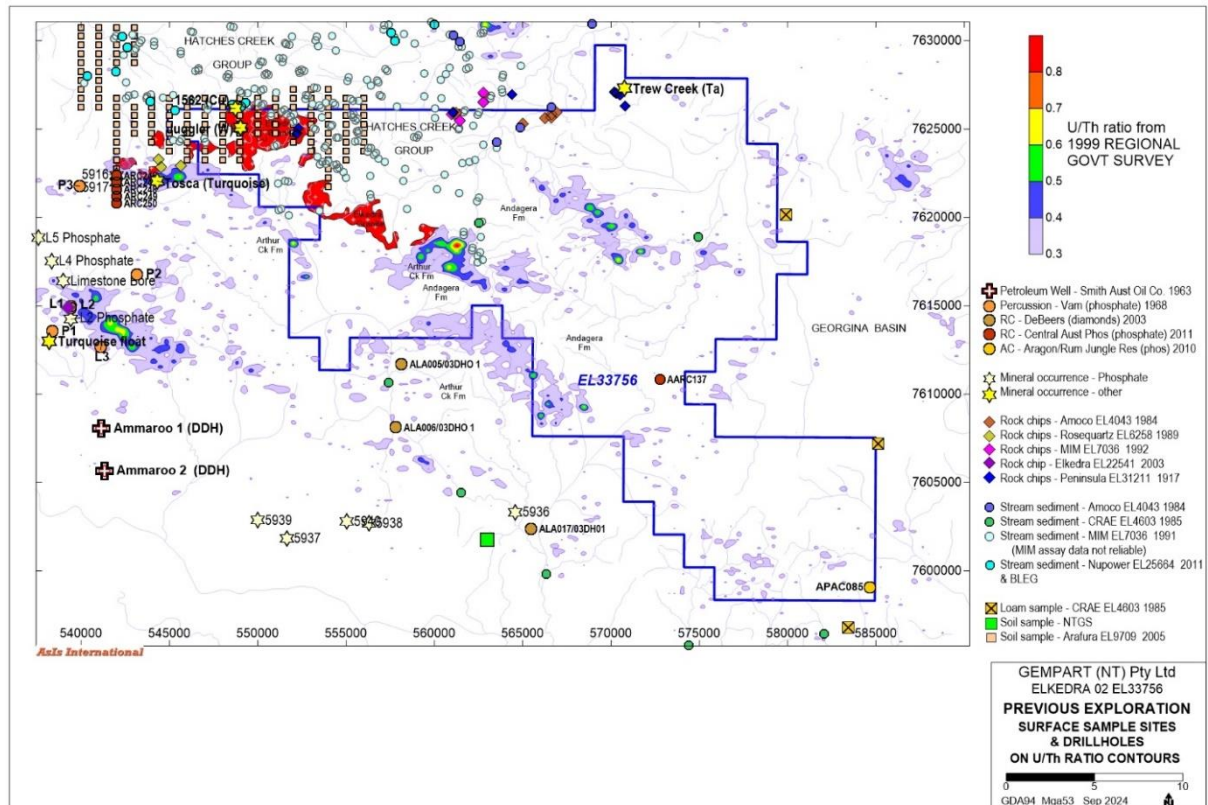 HATCHES CREEK
GROUP
7630000
Trew Creek (Ta)
HATCHES CREEK
GROUP
7625000
5916
5917
P3
Tosca (Turquoise)
ARC250
7620000
Andagera
Fm
Arthur
Ck Fm
L5 Phosphate
L4 Phosphate
P2
Limestone Bore
Arthur
Ck Fm
Andagera
Fm
L1
L2
L2 Phosphate
7615000
GEORGINA BASIN
P1
Turquoise float
L3
Andagera
Fm
ALA005/03DHO 1
EL33756
AARC137
Arthur
Ck Fm
7610000
ALA006/03DHO 1
Ammaroo 1 (DDH)
Ammaroo 2 (DDH)
7605000
5939
5938
5937
5936
ALA017/03DH01
7600000
APAC085
540000
545000
550000
555000
560000
565000
570000
575000
580000
585000
AzIs International
0.8
0.7
0.6
0.5
0.4
0.3
U/Th ratio from
1999 REGIONAL
GOVT SURVEY
Petroleum Well - Smith Aust Oil Co. 1963
Percussion - Vam (phosphate) 1968
RC - DeBeers (diamonds) 2003
RC - Central Aust Phos (phosphate) 2011
AC - Aragon/Rum Jungle Res (phos) 2010
Mineral occurrence - Phosphate
Mineral occurrence - other
Rock chips - Amoco EL4043 1984
Rock chips - Rosequartz EL6258 1989
Rock chips - MIM EL7036 1992
Rock chip - Elkedra EL22541 2003
Rock chips - Peninsula EL31211 1917
Stream sediment - Amoco EL4043 1984
Stream sediment - CRAE EL4603 1985
Stream sediment - MIM EL7036 1991
(MIM assay data not reliable)
Stream sediment - Nupower EL25664 2011
& BLEG
Loam sample - CRAE EL4603 1985
Soil sample - NTGS
Soil sample - Arafura EL9709 2005
GEMPART (NT) Pty Ltd
ELKEDRA 02 EL33756
PREVIOUS EXPLORATION
SURFACE SAMPLE SITES
& DRILLHOLES
ON U/Th RATIO CONTOURS
0
5
10
GDA94 Mga53 Sep 2024